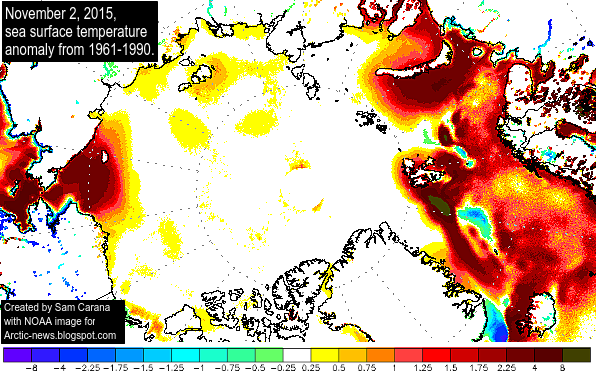 November 2, 2015,
sea surface temperature
anomaly from 1961-1990.
Created by Sam Carana
with NOAA image for
Arctic-news.blogspot.com
-8 -4 -2.25 -1.75 -1.5 -1.25 -1 -0.75 -0.5 -0.25 0.25 0.5 0.75 1 1.25 1.5 1.75 2.25 4 8